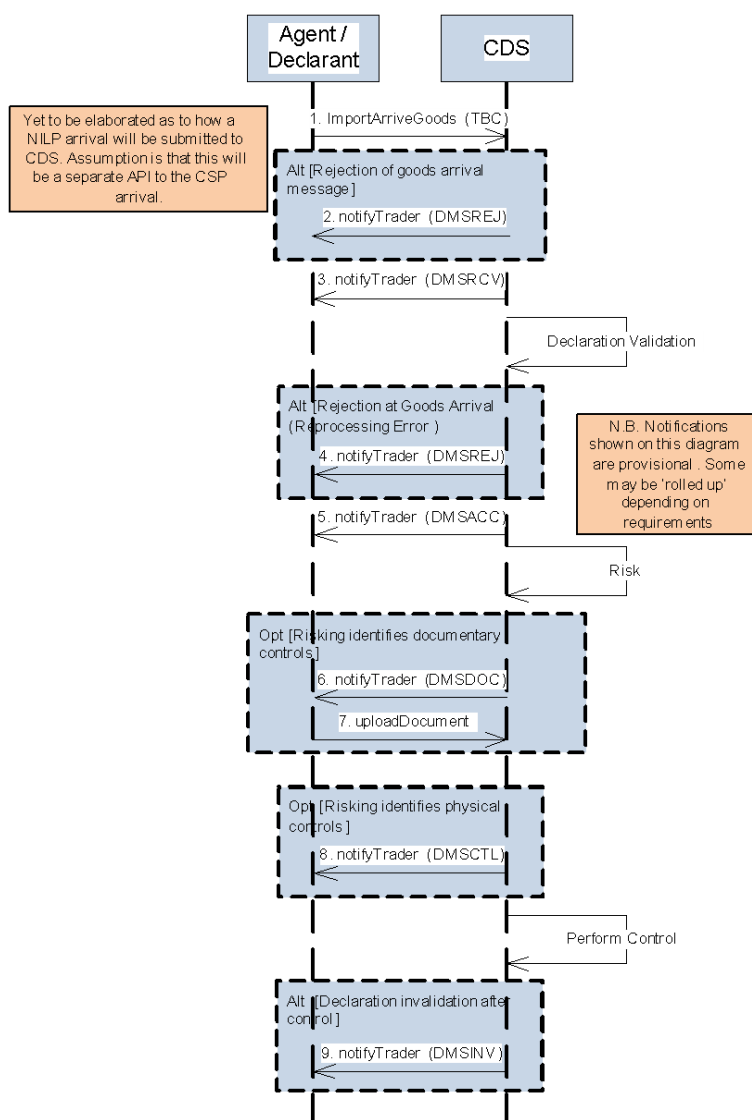 Agent /
Declarant
CDS
Yet to be elaborated as to how a
NILP arrival will be submitted to
CDS. Assumption is that this will
be a separate API to the CSP
arrival.
1. ImportArriveGoods (TBC)
Alt [Rejection of goods arrival
message]
2. notifyTrader (DMSREJ)
3. notifyTrader (DMSRCV)
Declaration Validation
Alt [Rejection at Goods Arrival
(Reprocessing Error )
4. notifyTrader (DMSREJ)
N.B. Notifications
shown on this diagram
are provisional . Some
may be 'rolled up'
depending on
requirements
5. notifyTrader (DMSACC)
Risk
Opt [Risking identifies documentary
controls]
6. notifyTrader (DMSDOC)
7. uploadDocument
Opt [Risking identifies physical
controls]
8. notifyTrader (DMSCTL)
Perform Control
Alt [Declaration invalidation after
control]
9. notifyTrader (DMSINV)